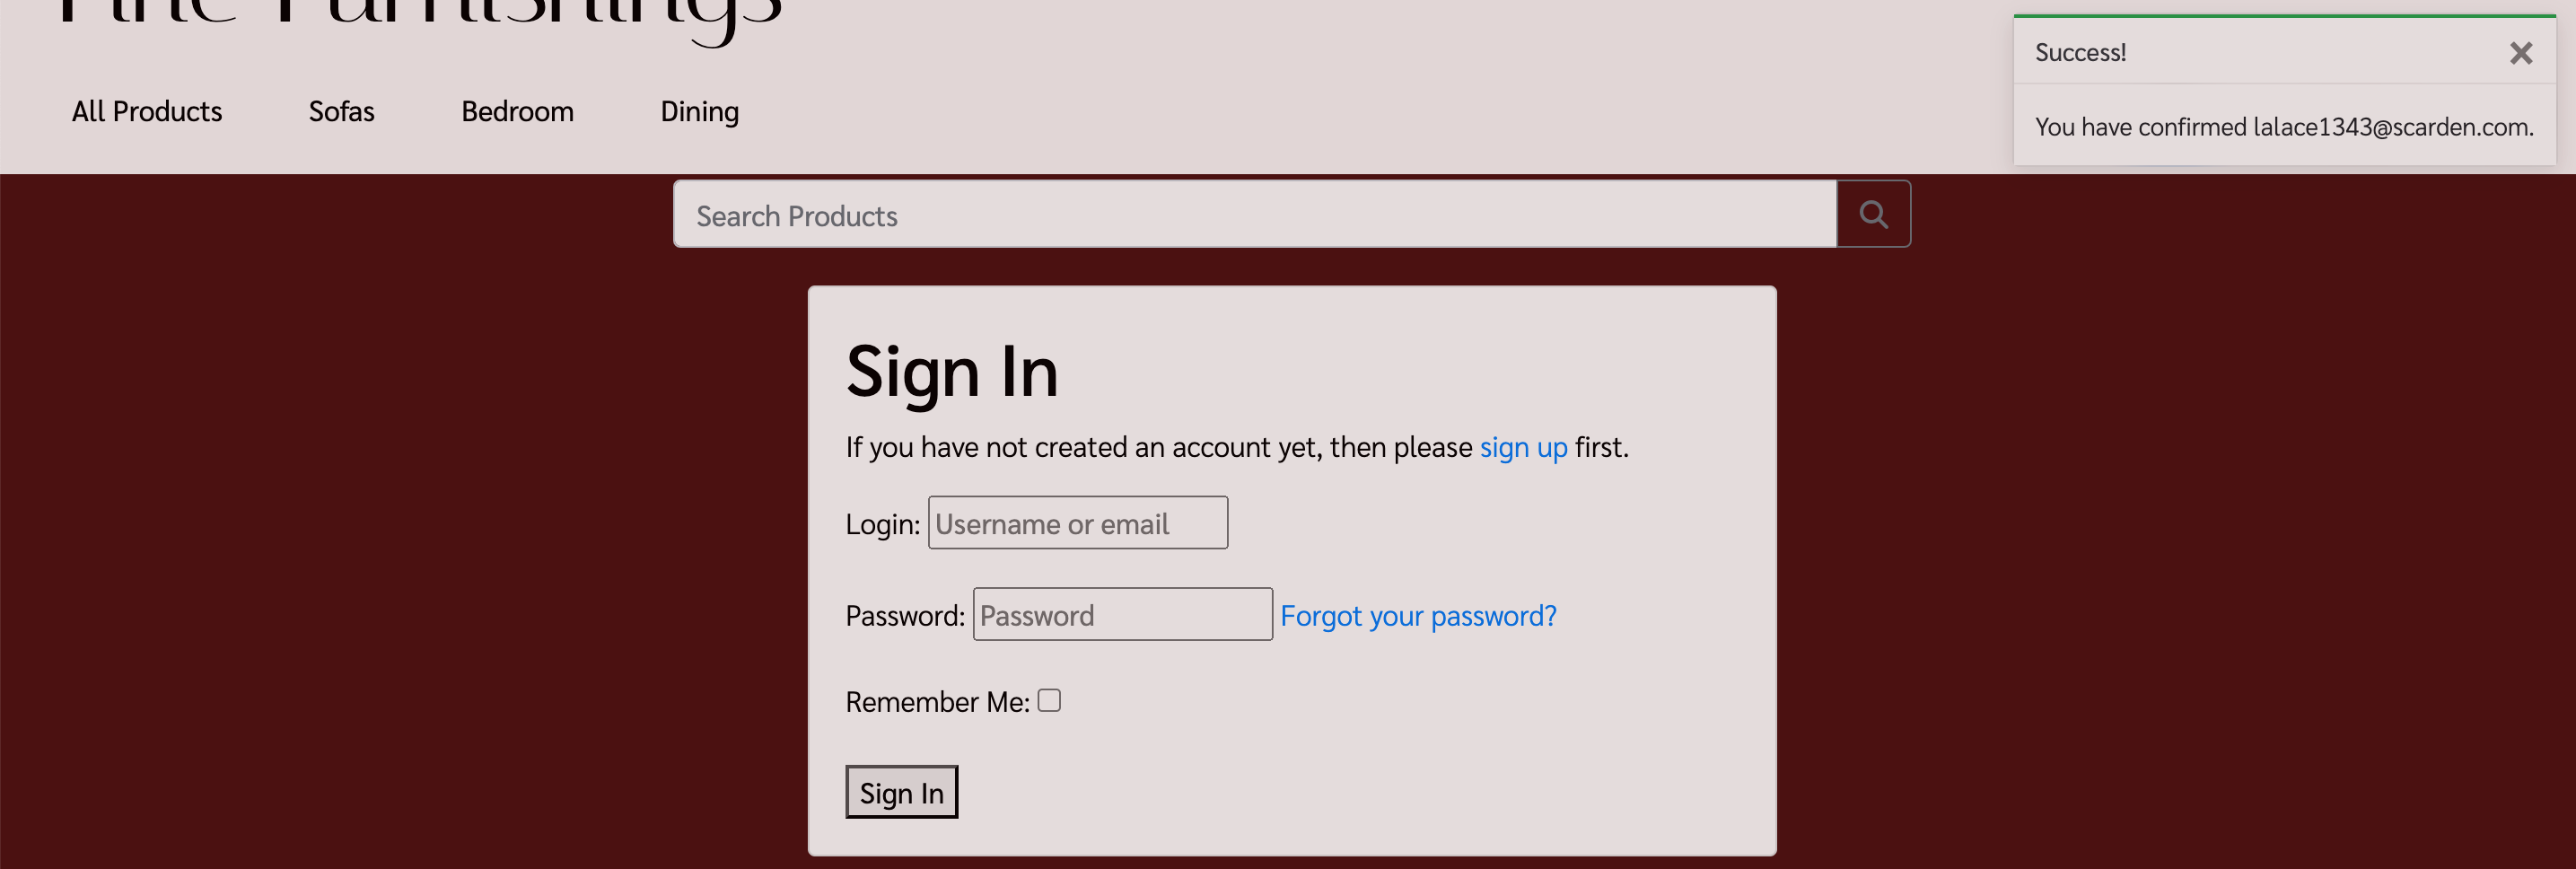 Fine Furnishings
Success!
All Products Sofas Bedroom Dining
You have confirmed lalace1343@scarden.com.
Search Products
Sign In
If you have not created an account yet, then please sign up first.
Login: Username or email
Password: Password Forgot your password?
Remember Me:
Sign In